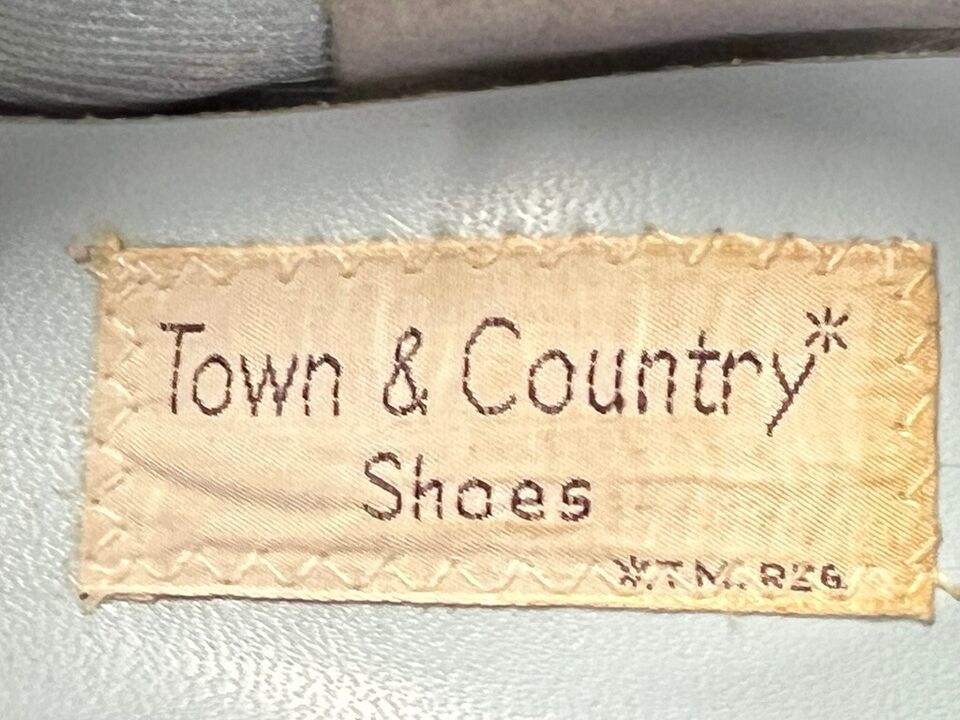 Town & Country*
Shoes
*T.M. REG